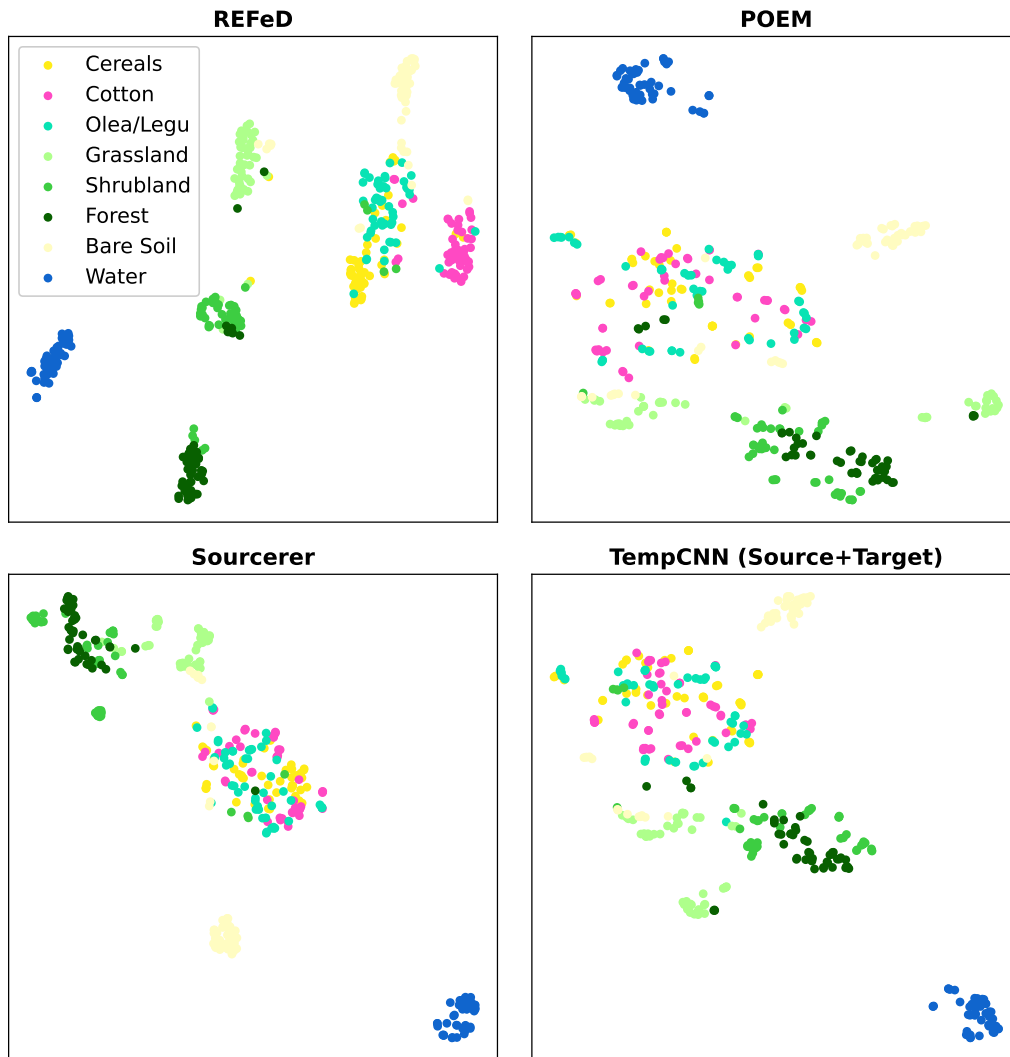 REFeD
POEM
Cereals
Cotton
Olea/Legu
Grassland
Shrubland
Forest
Bare Soil
Water
Sourcerer
TempCNN (Source+Target)